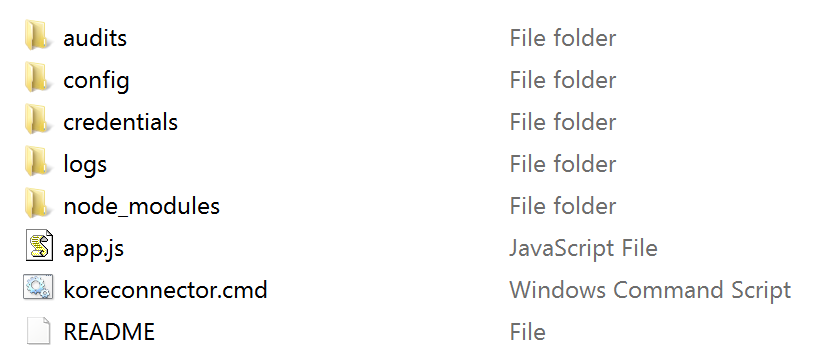 audits File folder
config File folder
credentials File folder
logs File folder
node_modules File folder
app.js JavaScript File
koreconnector.cmd Windows Command Script
README File